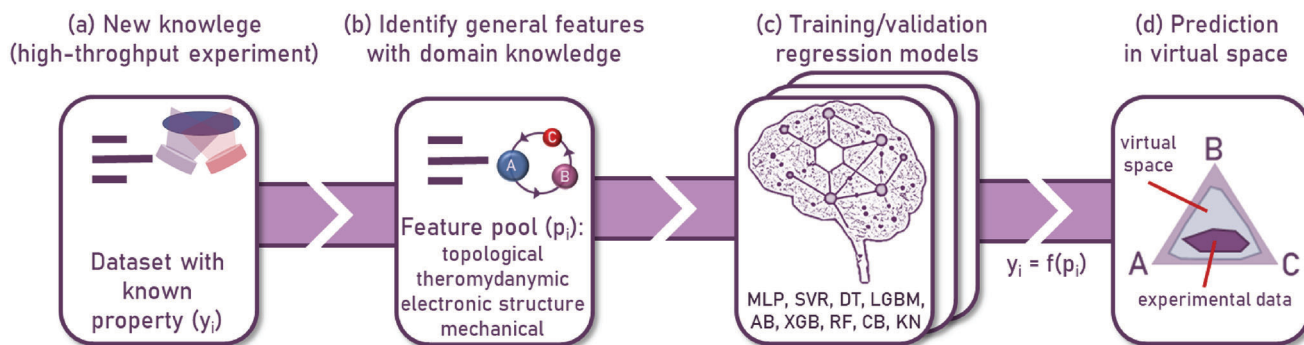 (a) New knowlege
(high-throghput experiment)
Dataset with
known
property (yᵢ)
(b) Identify general features
with domain knowledge
A
B
C
Feature pool (pᵢ):
topological
theromydanymic
electronic structure
mechanical
(c) Training/validation
regression models
MLP, SVR, DT, LGBM,
AB, XGB, RF, CB, KN
yᵢ = f(pᵢ)
(d) Prediction
in virtual space
virtual
space
B
A
C
experimental data